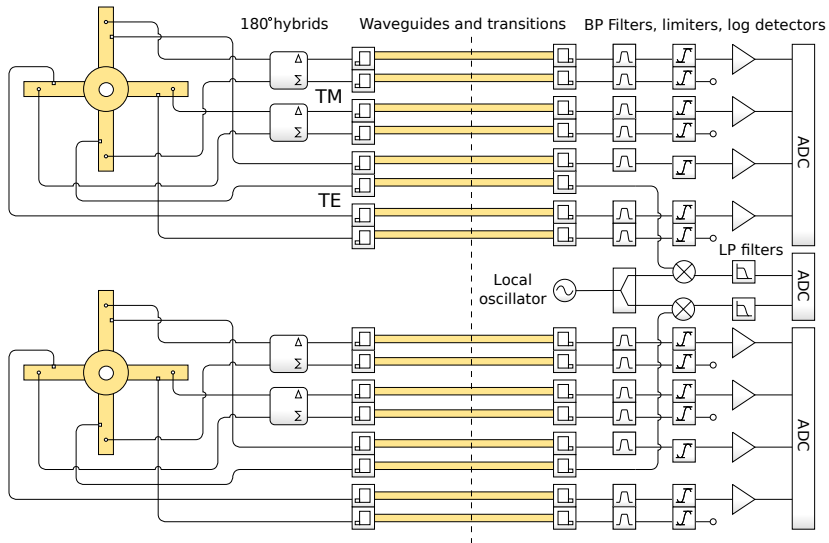 180°hybrids
Waveguides and transitions
BP Filters, limiters, log detectors
Δ
Σ
TM
Δ
Σ
ADC
TE
LP filters
Local
oscillator
ADC
Δ
Σ
Δ
Σ
ADC